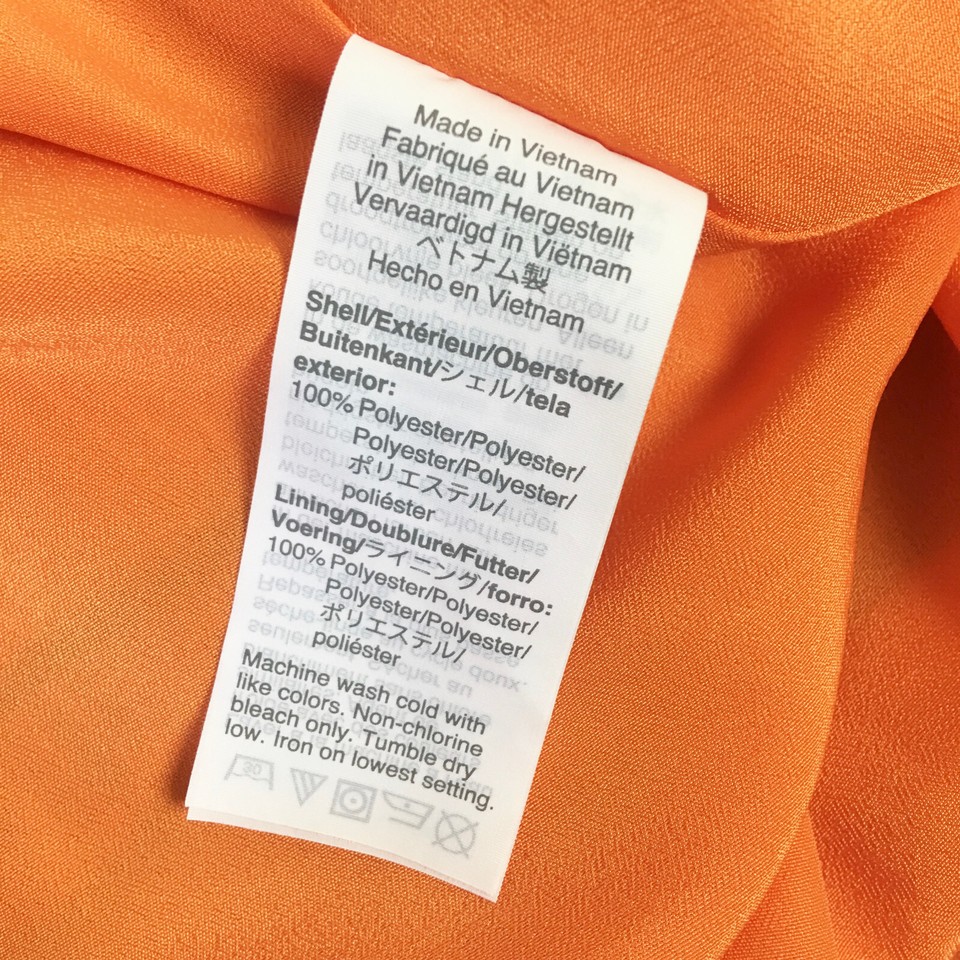 Made in Vietnam
Fabriqué au Vietnam
in Vietnam Hergestellt
Vervaardigd in Viëtnam
ベトナム製
Hecho en Vietnam
Shell/Extérieur/Oberstoff/
Buitenkant/シェル/tela
exterior:
100% Polyester/Polyester/
Polyester/Polyester/
ポリエステル/
poliéster
Lining/Doublure/Futter/
Voering/ライニング/forro:
100% Polyester/Polyester/
Polyester/Polyester/
ポリエステル/
poliéster
Machine wash cold with
like colors. Non-chlorine
bleach only. Tumble dry
low. Iron on lowest setting.